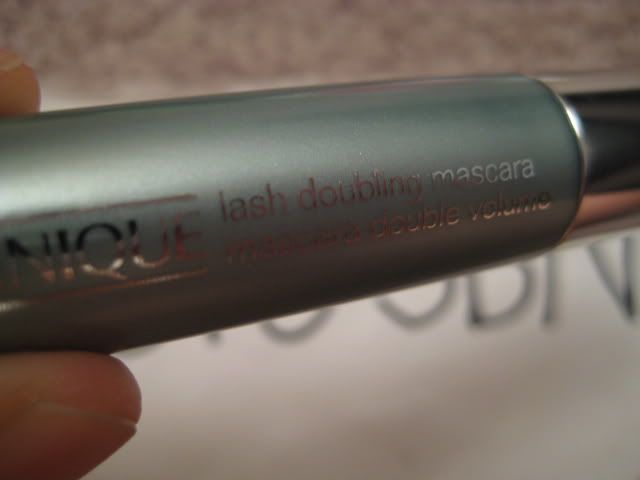 NIQUE
lash doubling mascara
mascara double volume